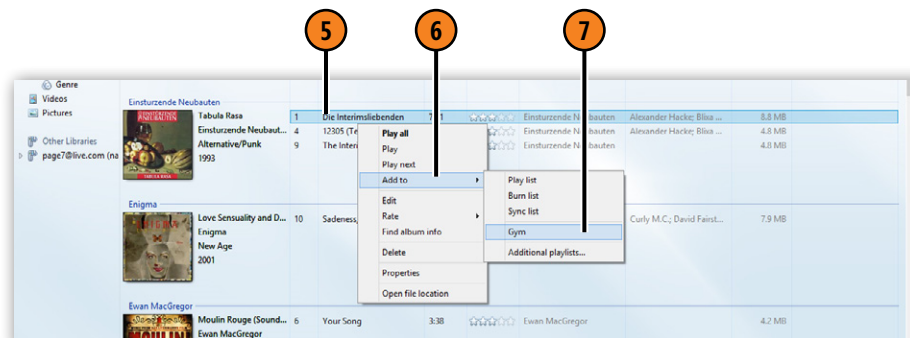 5 6 7
Genre
Videos
Pictures
Other Libraries
page7@live.com (na
Einsturzende Neubauten
EINSTÜRZENDE NEUBAUTEN
TABULA RASA
Tabula Rasa
Einsturzende Neubaut...
Alternative/Punk
1993
1 Die Interimsliebenden Einsturzende Neubauten Alexander Hacke; Blixa ... 8.8 MB
4 12305 (Te Einsturzende Neubauten Alexander Hacke; Blixa ... 4.8 MB
9 The Interi Einsturzende Neubauten 4.8 MB
Play all
Play
Play next
Add to
Edit
Rate
Find album info
Delete
Properties
Open file location
Play list
Burn list
Sync list
Gym
Additional playlists...
Enigma
Love Sensuality and D...
Enigma
New Age
2001
10 Sadeness, Curly M.C.; David Fairst... 7.9 MB
Ewan MacGregor
MOULIN
Moulin Rouge (Sound...
Ewan MacGregor
6 Your Song 3:38 Ewan MacGregor 4.2 MB